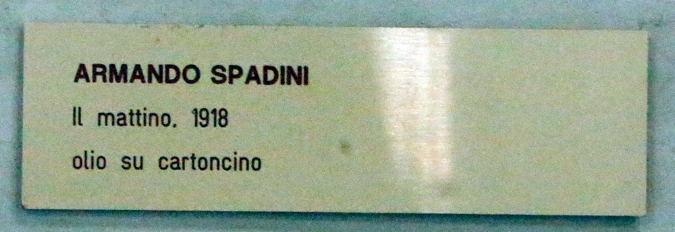 ARMANDO SPADINI
Il mattino, 1918
olio su cartoncino